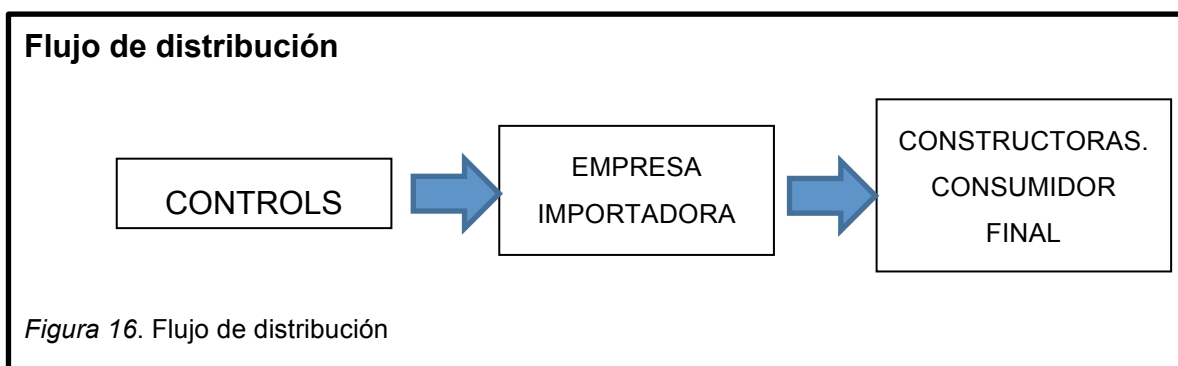 Flujo de distribución
CONTROLS
EMPRESA
IMPORTADORA
CONSTRUCTORAS.
CONSUMIDOR
FINAL
Figura 16. Flujo de distribución